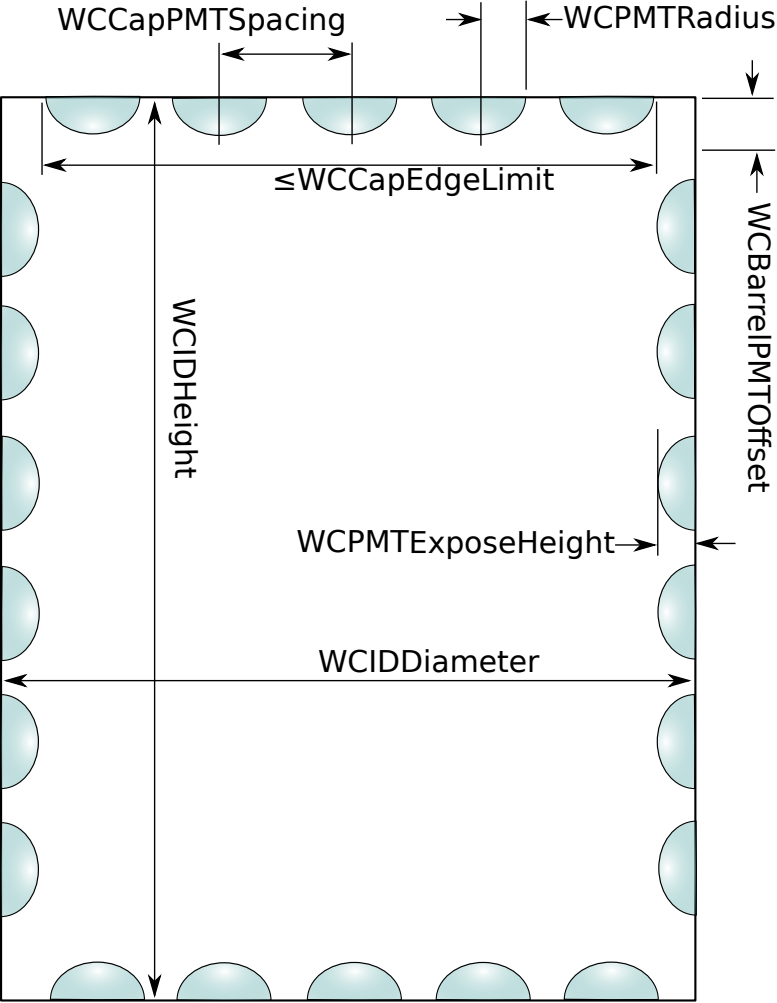 WCCapPMTSpacing
WCPMTRadius
≤WCCapEdgeLimit
WCBarrelPMTOffset
WCIDHeight
WCPMTExposeHeight
WCIDDiameter